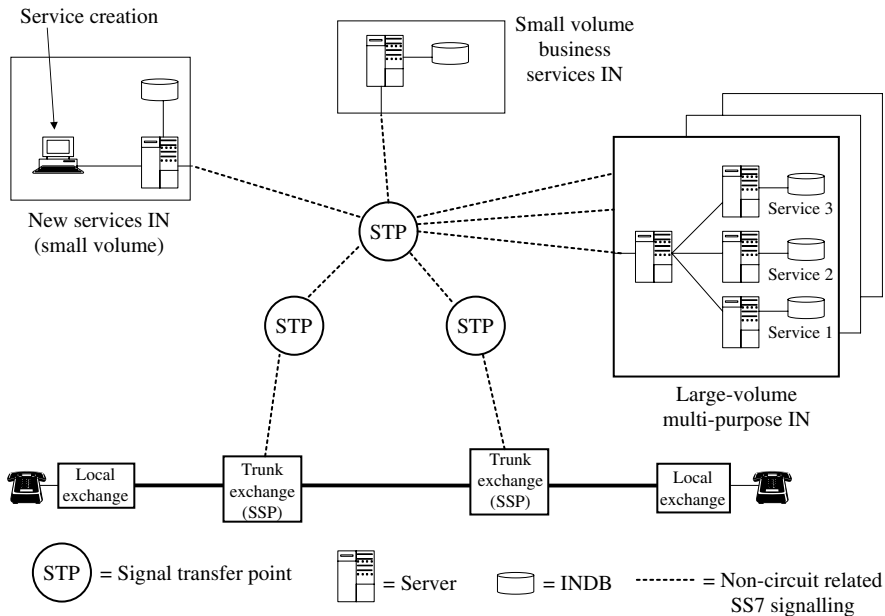 Service creation
New services IN
(small volume)
Small volume
business
services IN
STP
STP
STP
Service 3
Service 2
Service 1
Large-volume
multi-purpose IN
Local
exchange
Trunk
exchange
(SSP)
Trunk
exchange
(SSP)
Local
exchange
STP
= Signal transfer point
= Server
= INDB
= Non-circuit related
SS7 signalling